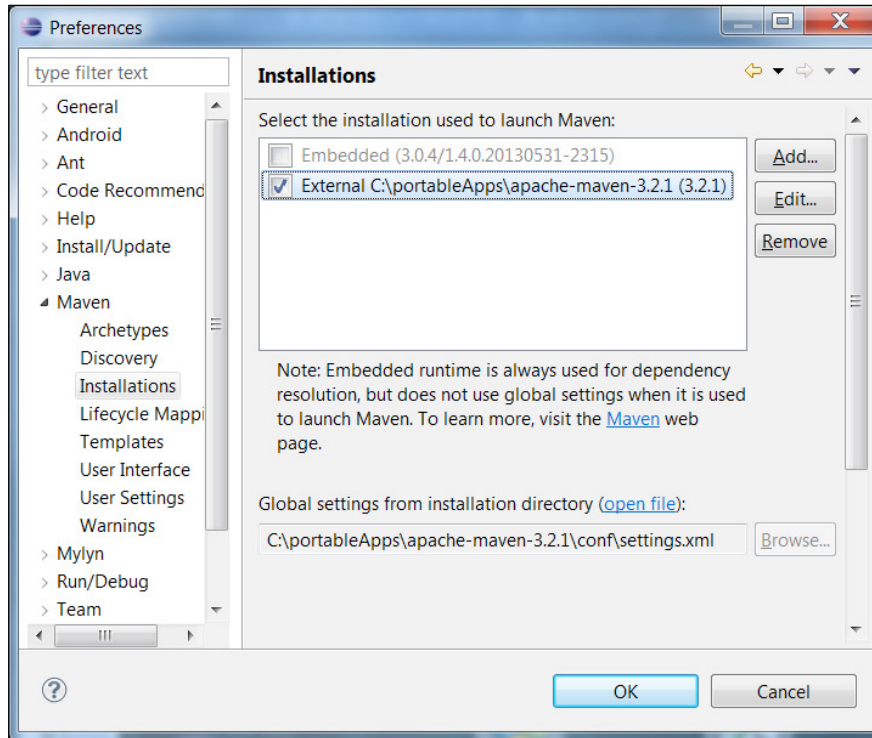 Preferences
type filter text
General
Android
Ant
Code Recommend
Help
Install/Update
Java
Maven
Archetypes
Discovery
Installations
Lifecycle Mappi
Templates
User Interface
User Settings
Warnings
Mylyn
Run/Debug
Team
Installations
Select the installation used to launch Maven:
Embedded (3.0.4/1.4.0.20130531-2315)
External C:\portableApps\apache-maven-3.2.1 (3.2.1)
Add...
Edit...
Remove
Note: Embedded runtime is always used for dependency
resolution, but does not use global settings when it is used
to launch Maven. To learn more, visit the Maven web
page.
Global settings from installation directory (open file):
C:\portableApps\apache-maven-3.2.1\conf\settings.xml
Browse...
?
OK
Cancel